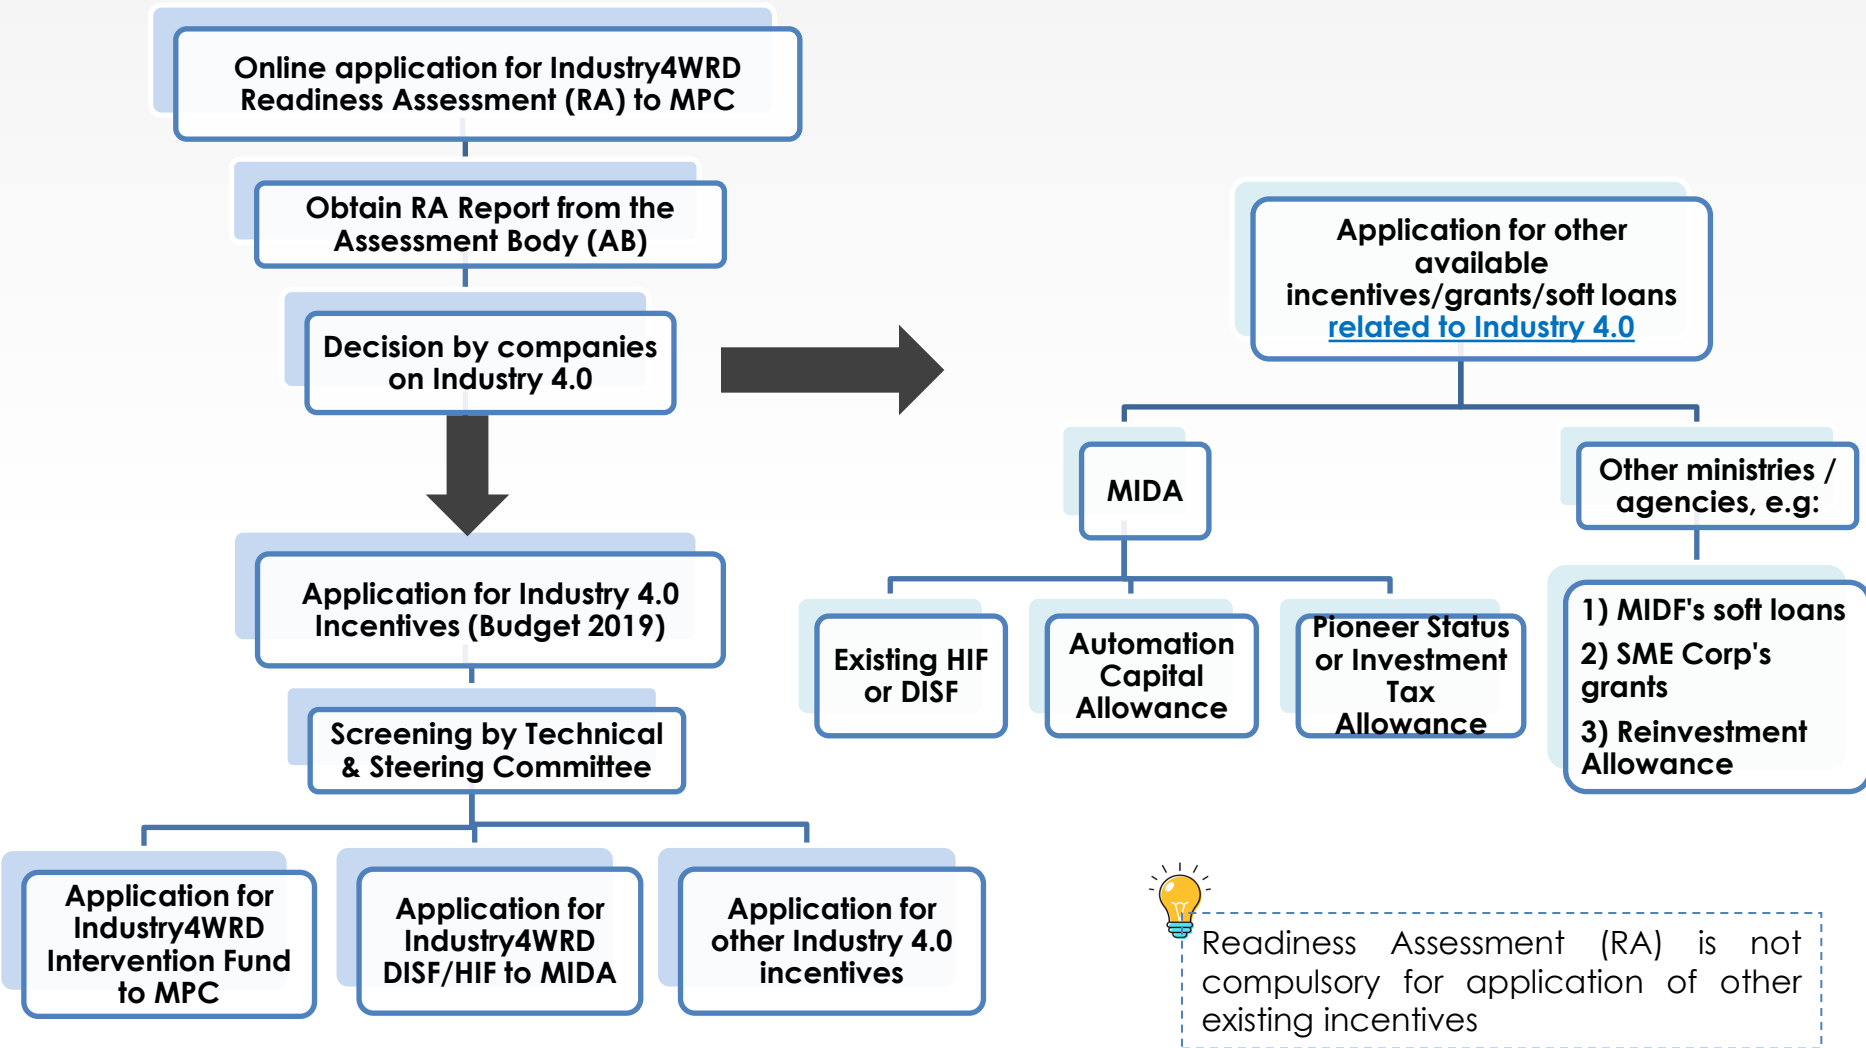 Online application for Industry4WRD
Readiness Assessment (RA) to MPC
Obtain RA Report from the
Assessment Body (AB)
Decision by companies
on Industry 4.0
Application for Industry 4.0
Incentives (Budget 2019)
Screening by Technical
& Steering Committee
Application for
Industry4WRD
Intervention Fund
to MPC
Application for
Industry4WRD
DISF/HIF to MIDA
Application for
other Industry 4.0
incentives
Application for other
available
incentives/grants/soft loans
related to Industry 4.0
MIDA
Existing HIF
or DISF
Automation
Capital
Allowance
Pioneer Status
or Investment
Tax
Allowance
Other ministries /
agencies, e.g:
1) MIDF's soft loans
2) SME Corp's
grants
3) Reinvestment
Allowance
Readiness Assessment (RA) is not
compulsory for application of other
existing incentives